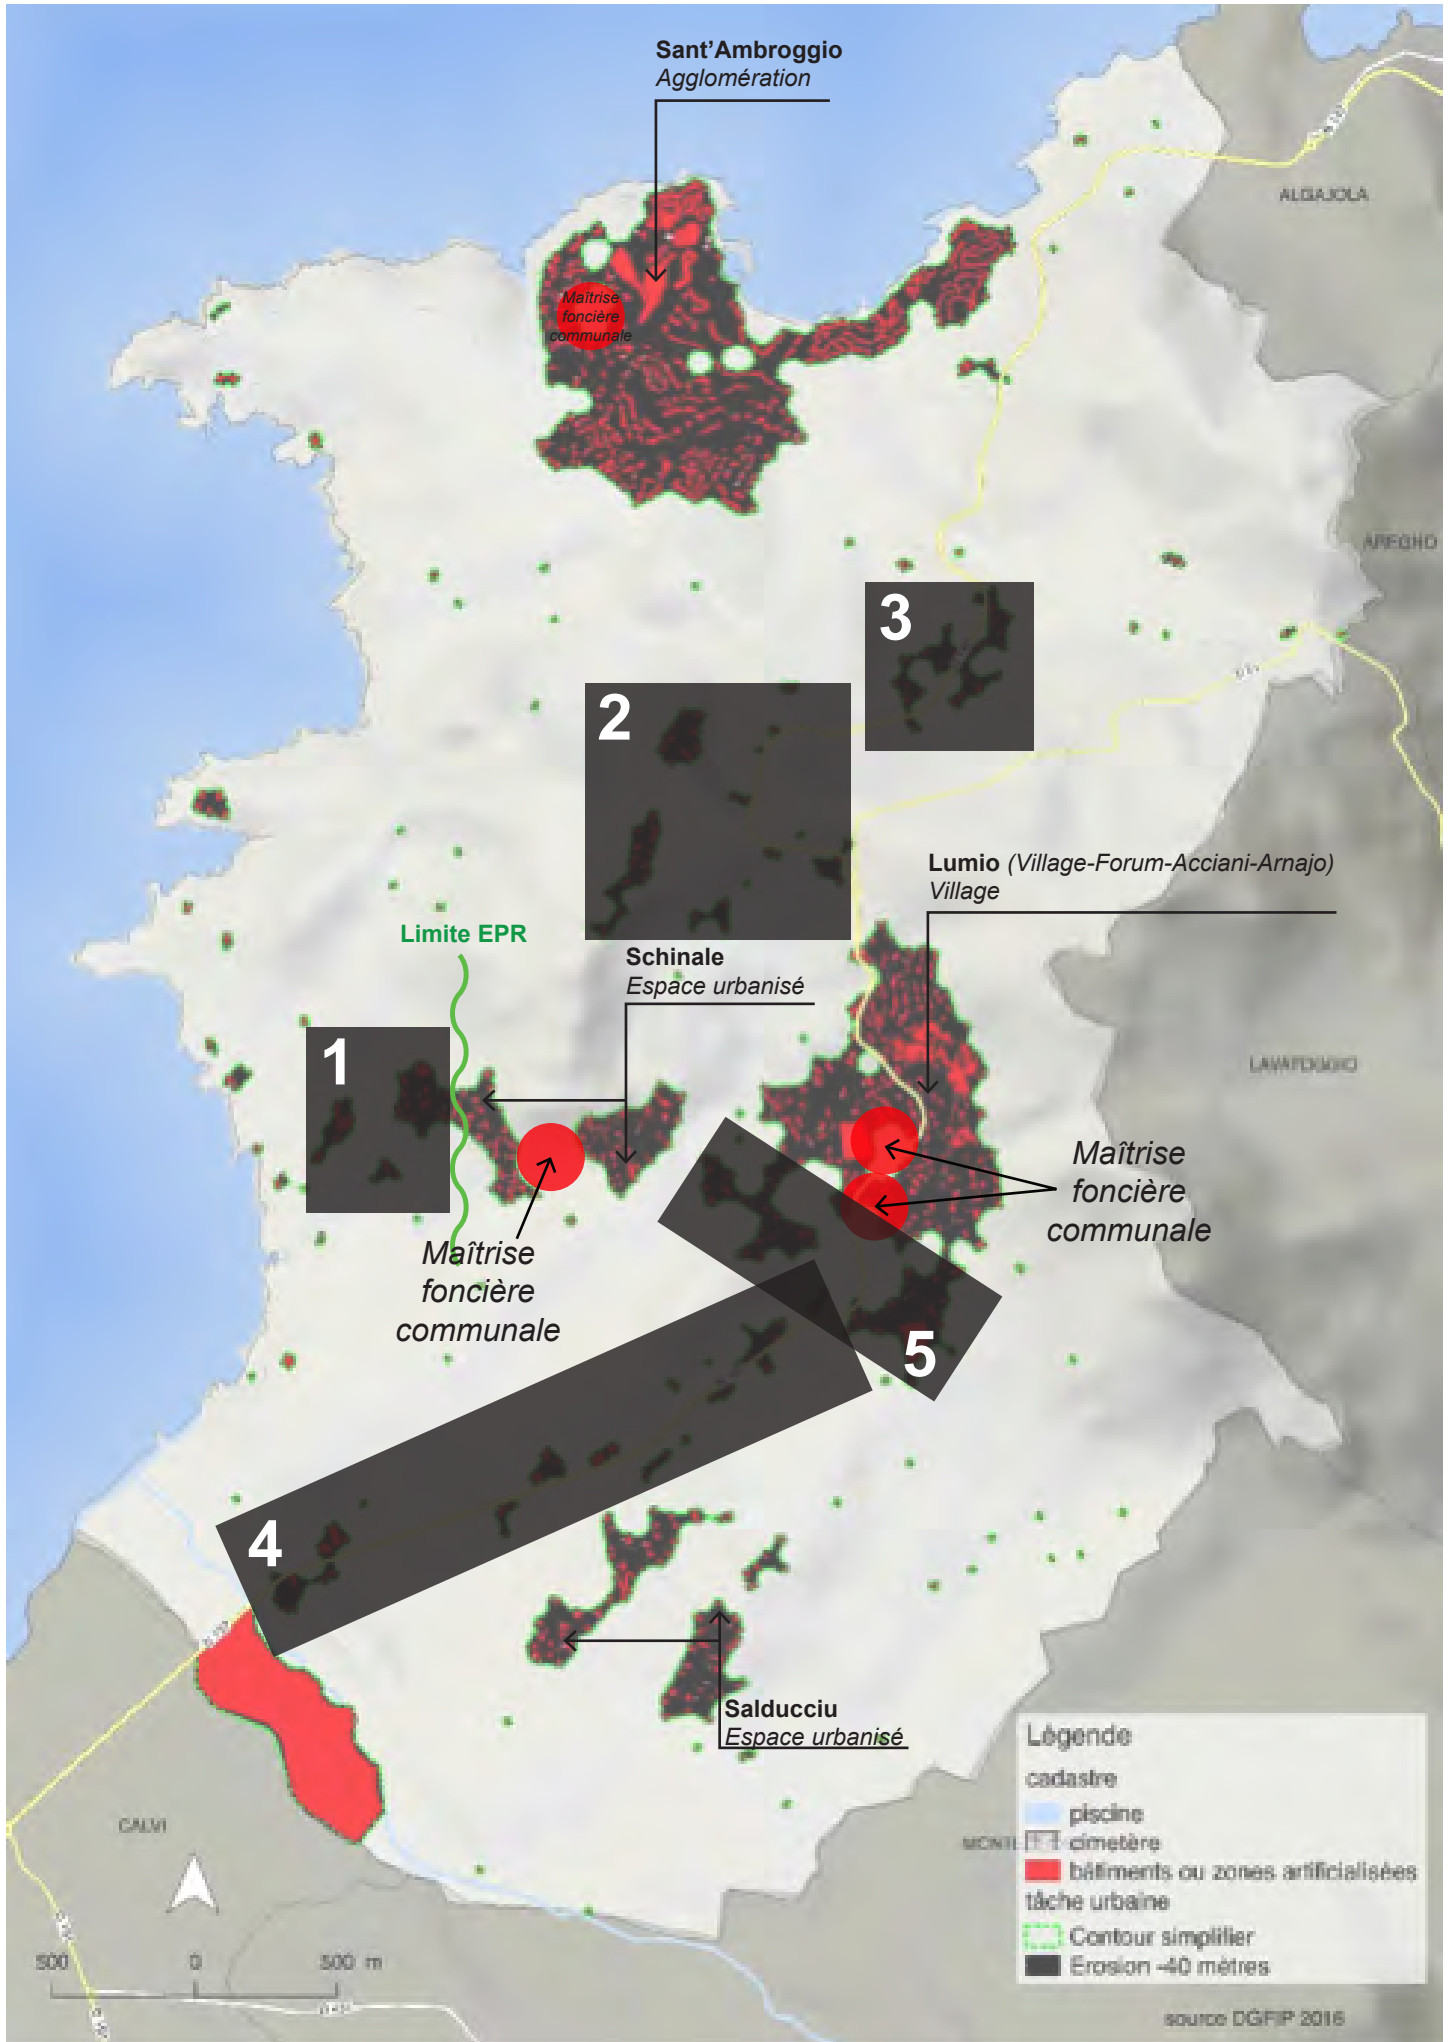 Sant'Ambroggio
Agglomération
ALGAJOLA
Maîtrise
foncière
communale
AREGNO
3
2
Lumio (Village-Forum-Acciani-Arnajo)
Village
Limite EPR
Schinale
Espace urbanisé
1
LAVATOGGIO
Maîtrise
foncière
communale
Maîtrise
foncière
communale
5
4
Salducciu
Espace urbanisé
CALVI
Légende
cadastre
piscine
cimetère
bâtiments ou zones artificialisées
tâche urbaine
Contour simplifier
Erosion -40 mètres
500 0 500 m
source DGFIP 2016